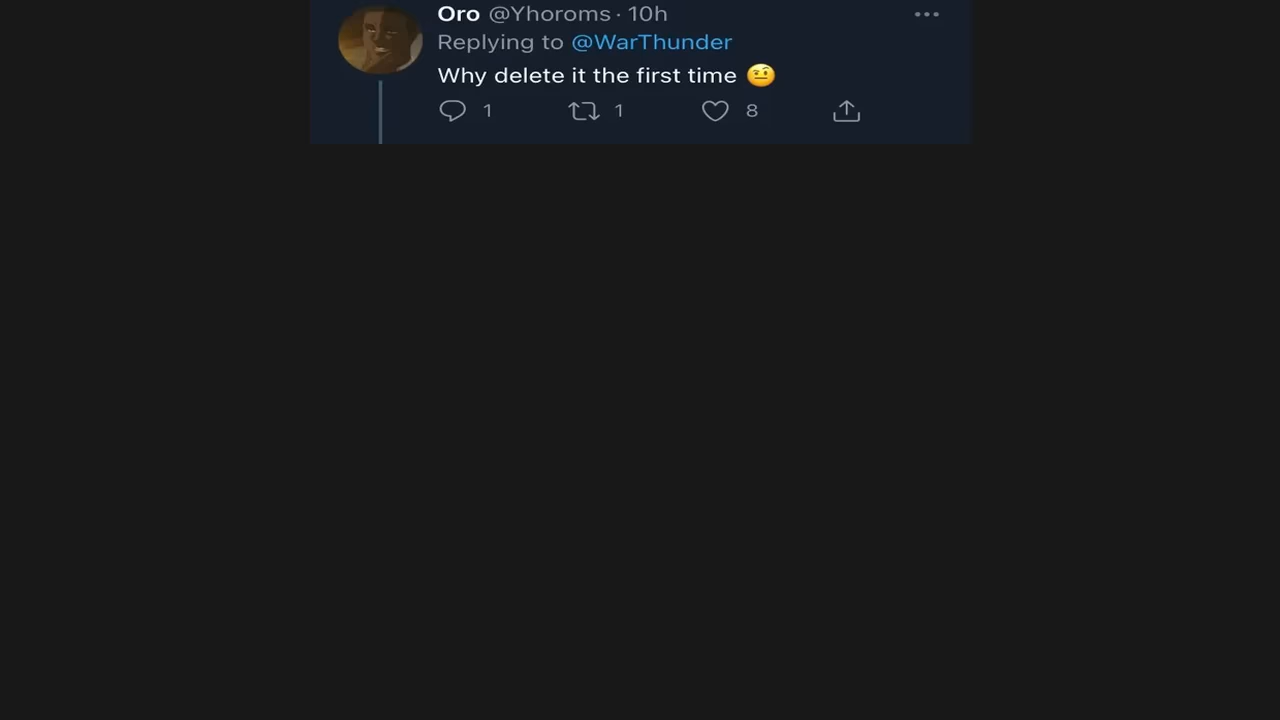 Oro @Yhoroms · 10h
Replying to @WarThunder
Why delete it the first time 🤨
1 1 8